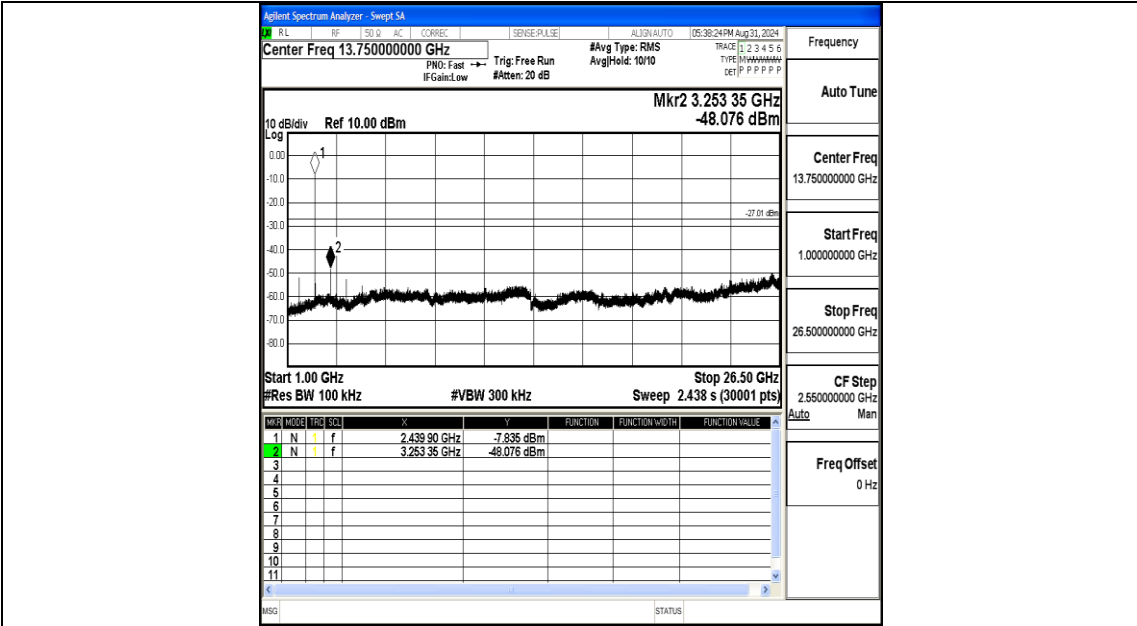 Agilent Spectrum Analyzer - Swept SA
RL RF 50 Ω AC CORREC SENSE:PULSE ALIGN AUTO 05:38:24 PM Aug 31, 2024
Center Freq 13.750000000 GHz
PNO: Fast
IFGain:Low
Trig: Free Run
#Atten: 20 dB
#Avg Type: RMS
Avg|Hold: 10/10
TRACE 1 2 3 4 5 6
TYPE
DET P P P P P P
Mkr2 3.253 35 GHz
-48.076 dBm
10 dB/div Ref 10.00 dBm
Log
0.00
-10.0
-20.0
-30.0
-40.0
-50.0
-60.0
-70.0
-80.0
1
2
-27.01 dBm
Start 1.00 GHz Stop 26.50 GHz
#Res BW 100 kHz #VBW 300 kHz Sweep 2.438 s (30001 pts)
MKR MODE TRC SCL X Y FUNCTION FUNCTION WIDTH FUNCTION VALUE
1 N 1 f 2.439 90 GHz -7.835 dBm
2 N 1 f 3.253 35 GHz -48.076 dBm
3
4
5
6
7
8
9
10
11
MSG STATUS
Frequency
Auto Tune
Center Freq
13.750000000 GHz
Start Freq
1.000000000 GHz
Stop Freq
26.500000000 GHz
CF Step
2.550000000 GHz
Auto Man
Freq Offset
0 Hz